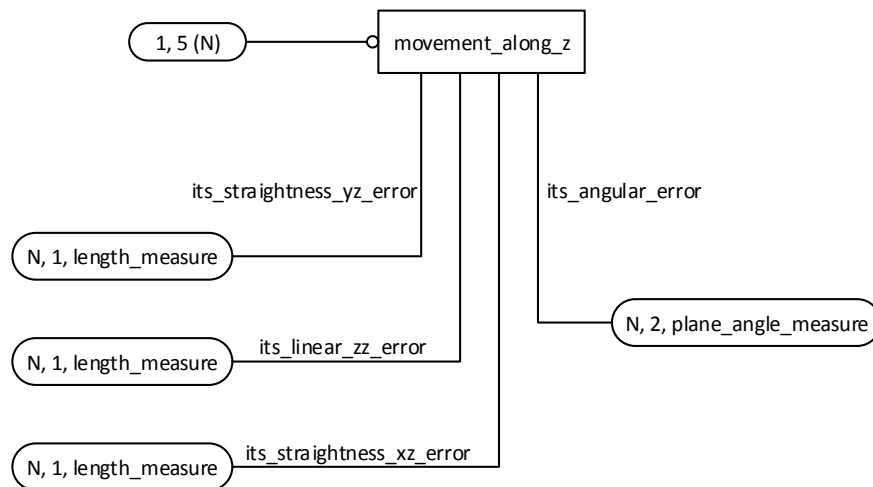 1, 5 (N)
movement_along_z
its_straightness_yz_error
its_angular_error
N, 1, length_measure
N, 2, plane_angle_measure
its_linear_zz_error
N, 1, length_measure
its_straightness_xz_error
N, 1, length_measure